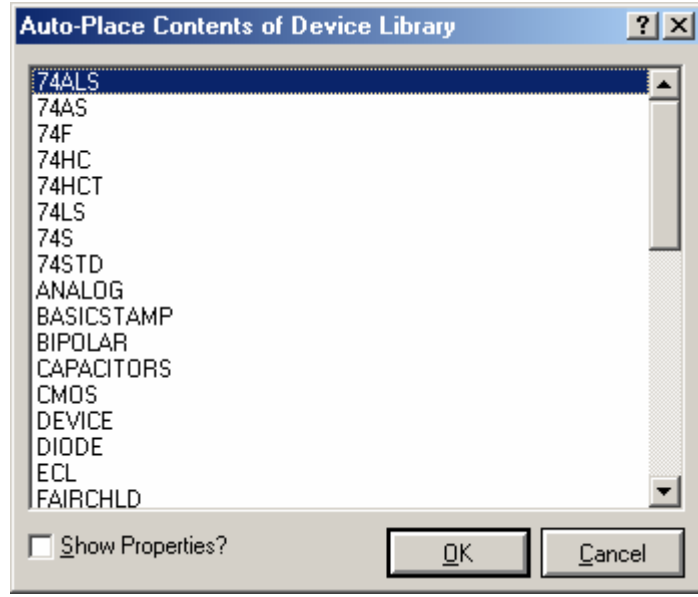 Auto-Place Contents of Device Library
74ALS
74AS
74F
74HC
74HCT
74LS
74S
74STD
ANALOG
BASICSTAMP
BIPOLAR
CAPACITORS
CMOS
DEVICE
DIODE
ECL
FAIRCHLD
Show Properties?
OK
Cancel